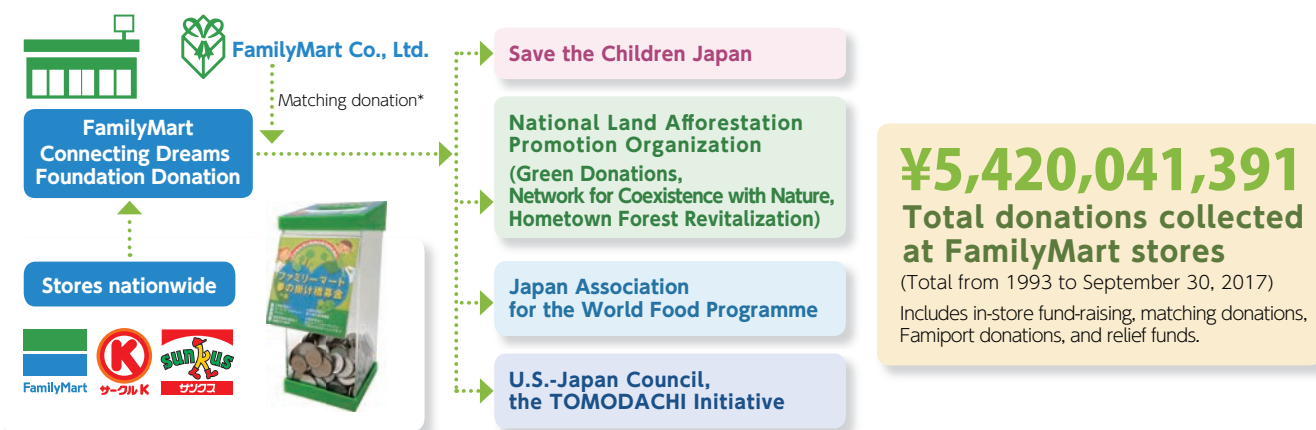 FamilyMart Co., Ltd.
Matching donation*
FamilyMart
Connecting Dreams
Foundation Donation
Stores nationwide
FamilyMart
K
サークルK
sunkus
サンクス
ファミリーマート
夢の掛け橋募金
Save the Children Japan
National Land Afforestation
Promotion Organization
(Green Donations,
Network for Coexistence with Nature,
Hometown Forest Revitalization)
Japan Association
for the World Food Programme
U.S.-Japan Council,
the TOMODACHI Initiative
¥5,420,041,391
Total donations collected
at FamilyMart stores
(Total from 1993 to September 30, 2017)
Includes in-store fund-raising, matching donations,
Famiport donations, and relief funds.